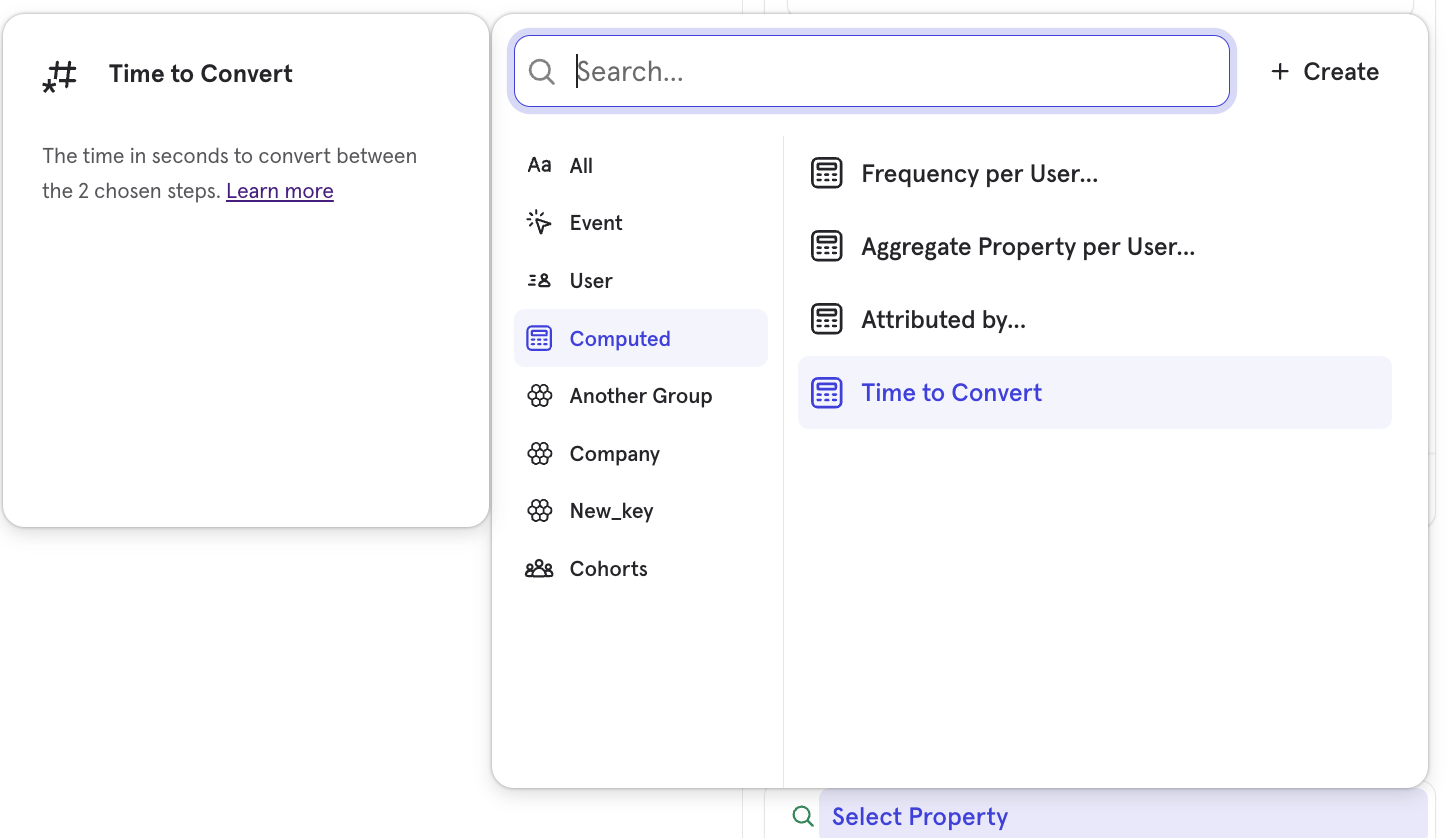 Time to Convert
The time in seconds to convert between
the 2 chosen steps. Learn more
Search...
+ Create
Aa All
Event
User
Computed
Another Group
Company
New_key
Cohorts
Frequency per User...
Aggregate Property per User...
Attributed by...
Time to Convert
Select Property